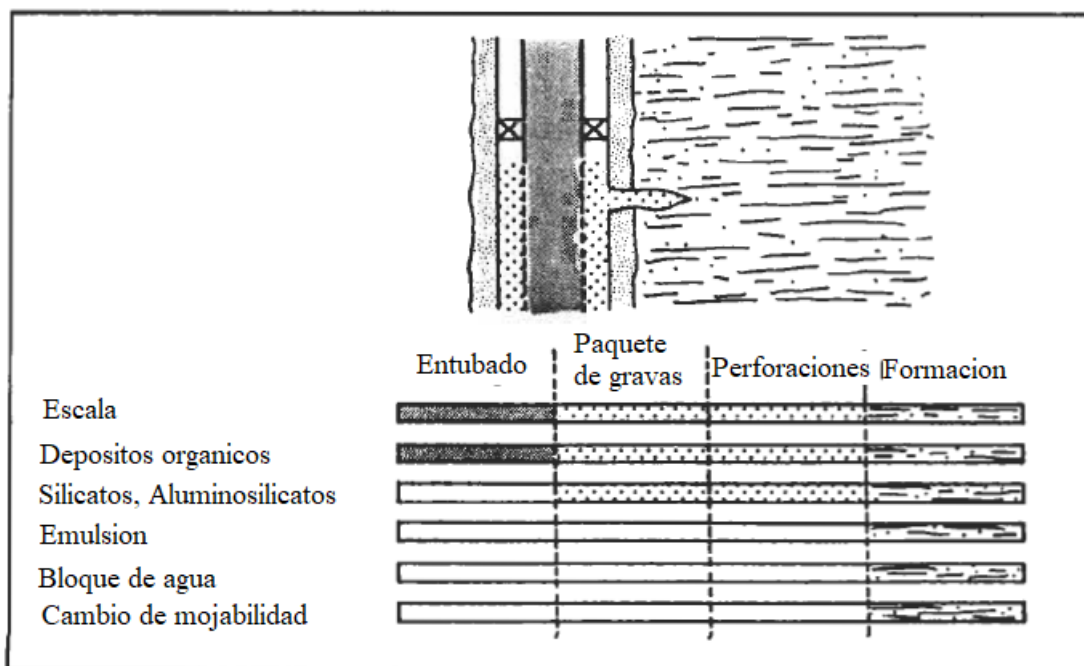 Entubado
Paquete
de gravas
Perforaciones
Formacion
Escala
Depositos organicos
Silicatos, Aluminosilicatos
Emulsion
Bloque de agua
Cambio de mojabilidad